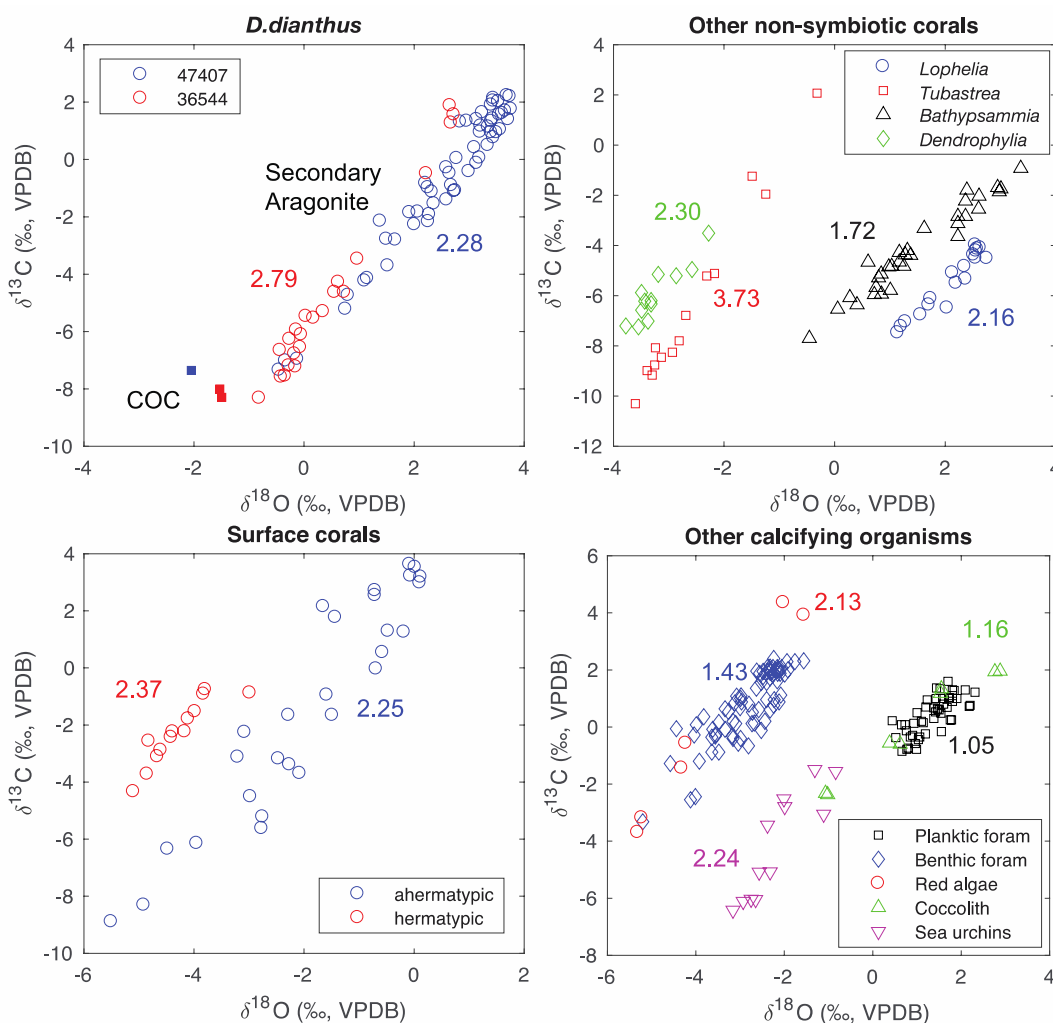 D.dianthus
47407
36544
Secondary
Aragonite
2.28
2.79
COC
4
2
0
-2
-4
-6
-8
-10
-4
-2
0
2
4
δ13C (‰, VPDB)
δ18O (‰, VPDB)
Other non-symbiotic corals
Lophelia
Tubastrea
Bathypsammia
Dendrophylia
2.30
1.72
3.73
2.16
4
2
0
-2
-4
-6
-8
-10
-12
-4
-2
0
2
4
δ13C (‰, VPDB)
δ18O (‰, VPDB)
Surface corals
2.37
2.25
ahermatypic
hermatypic
4
2
0
-2
-4
-6
-8
-10
-6
-4
-2
0
2
δ13C (‰, VPDB)
δ18O (‰, VPDB)
Other calcifying organisms
2.13
1.16
1.43
1.05
2.24
Planktic foram
Benthic foram
Red algae
Coccolith
Sea urchins
6
4
2
0
-2
-4
-6
-8
-6
-4
-2
0
2
4
δ13C (‰, VPDB)
δ18O (‰, VPDB)